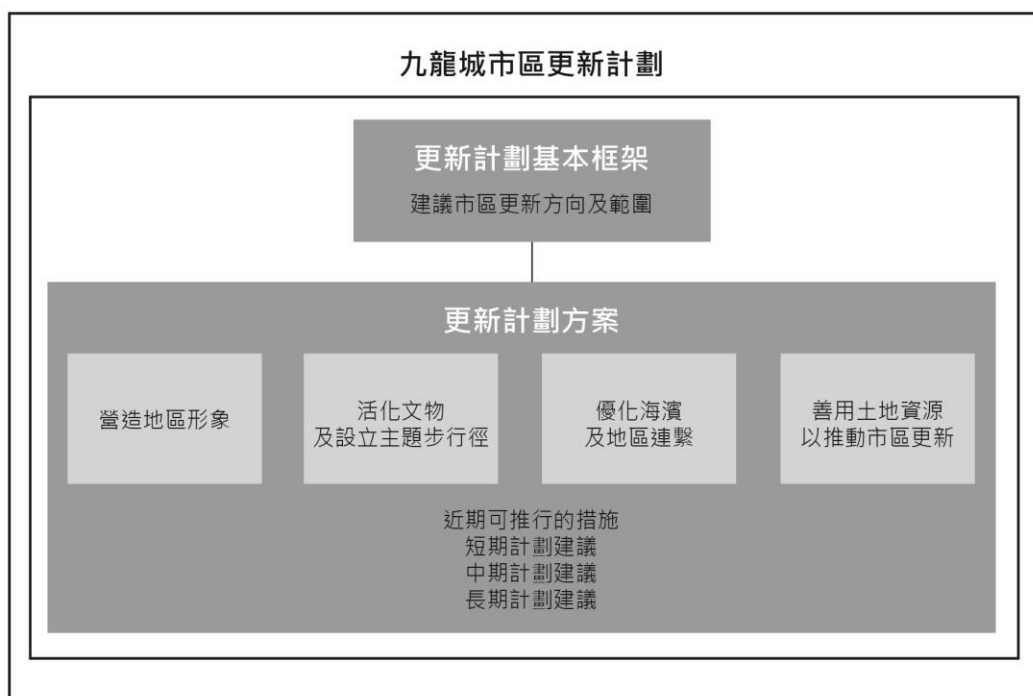 九龍城市區更新計劃
更新計劃基本框架
建議市區更新方向及範圍
更新計劃方案
營造地區形象
活化文物
及設立主題步行徑
優化海濱
及地區連繫
善用土地資源
以推動市區更新
近期可推行的措施
短期計劃建議
中期計劃建議
長期計劃建議